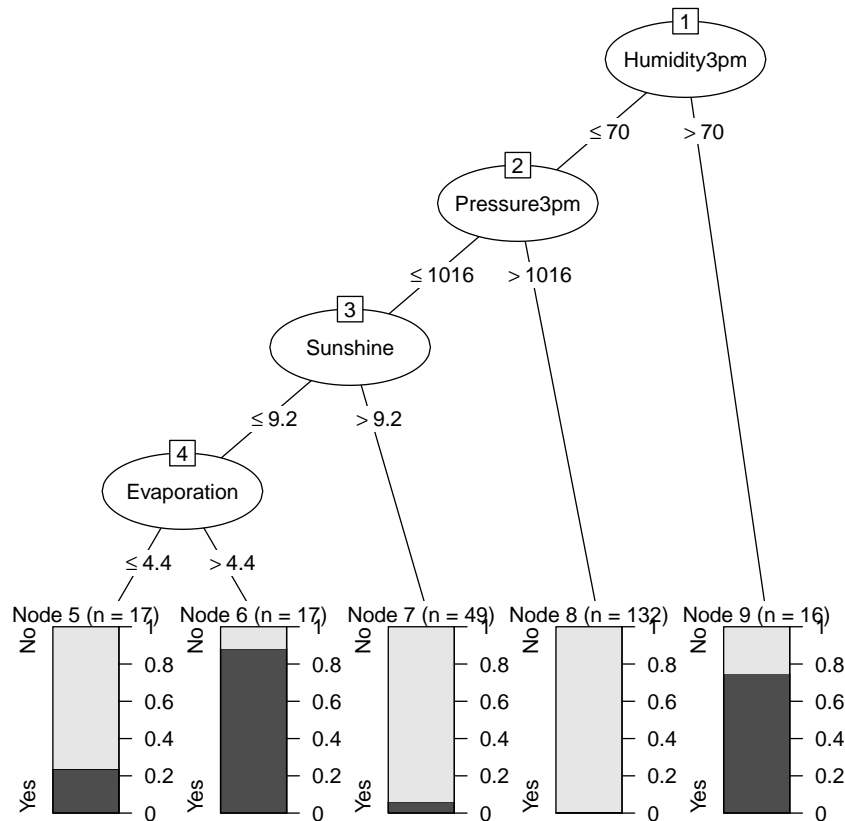 1
Humidity3pm
≤ 70
> 70
2
Pressure3pm
≤ 1016
> 1016
3
Sunshine
≤ 9.2
> 9.2
4
Evaporation
≤ 4.4
> 4.4
Node 5 (n = 17)
Yes
No
0
0.2
0.4
0.6
0.8
1
Node 6 (n = 17)
Yes
No
0
0.2
0.4
0.6
0.8
1
Node 7 (n = 49)
Yes
No
0
0.2
0.4
0.6
0.8
1
Node 8 (n = 132)
Yes
No
0
0.2
0.4
0.6
0.8
1
Node 9 (n = 16)
Yes
No
0
0.2
0.4
0.6
0.8
1